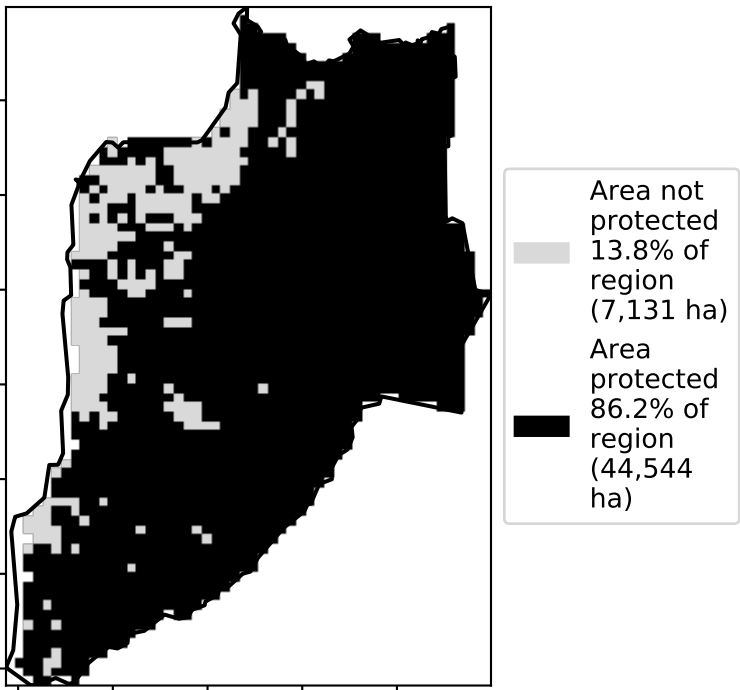 Area not
protected
13.8% of
region
(7,131 ha)
Area
protected
86.2% of
region
(44,544
ha)